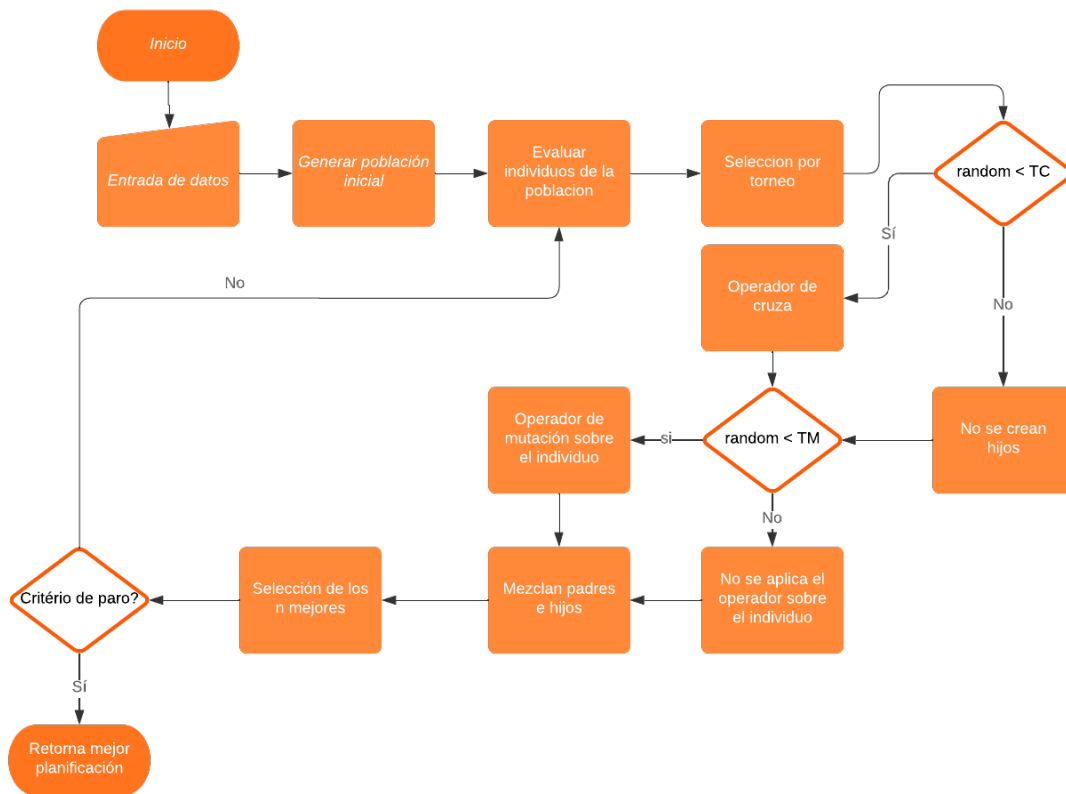 Inicio
Entrada de datos
Generar población
inicial
Evaluar
individuos de la
poblacion
Seleccion por
torneo
random < TC
Sí
No
No
Operador de
cruza
Operador de
mutación sobre
el individuo
si
random < TM
No se crean
hijos
No
Critério de paro?
Selección de los
n mejores
Mezclan padres
e hijos
No se aplica el
operador sobre
el individuo
Sí
Retorna mejor
planificación